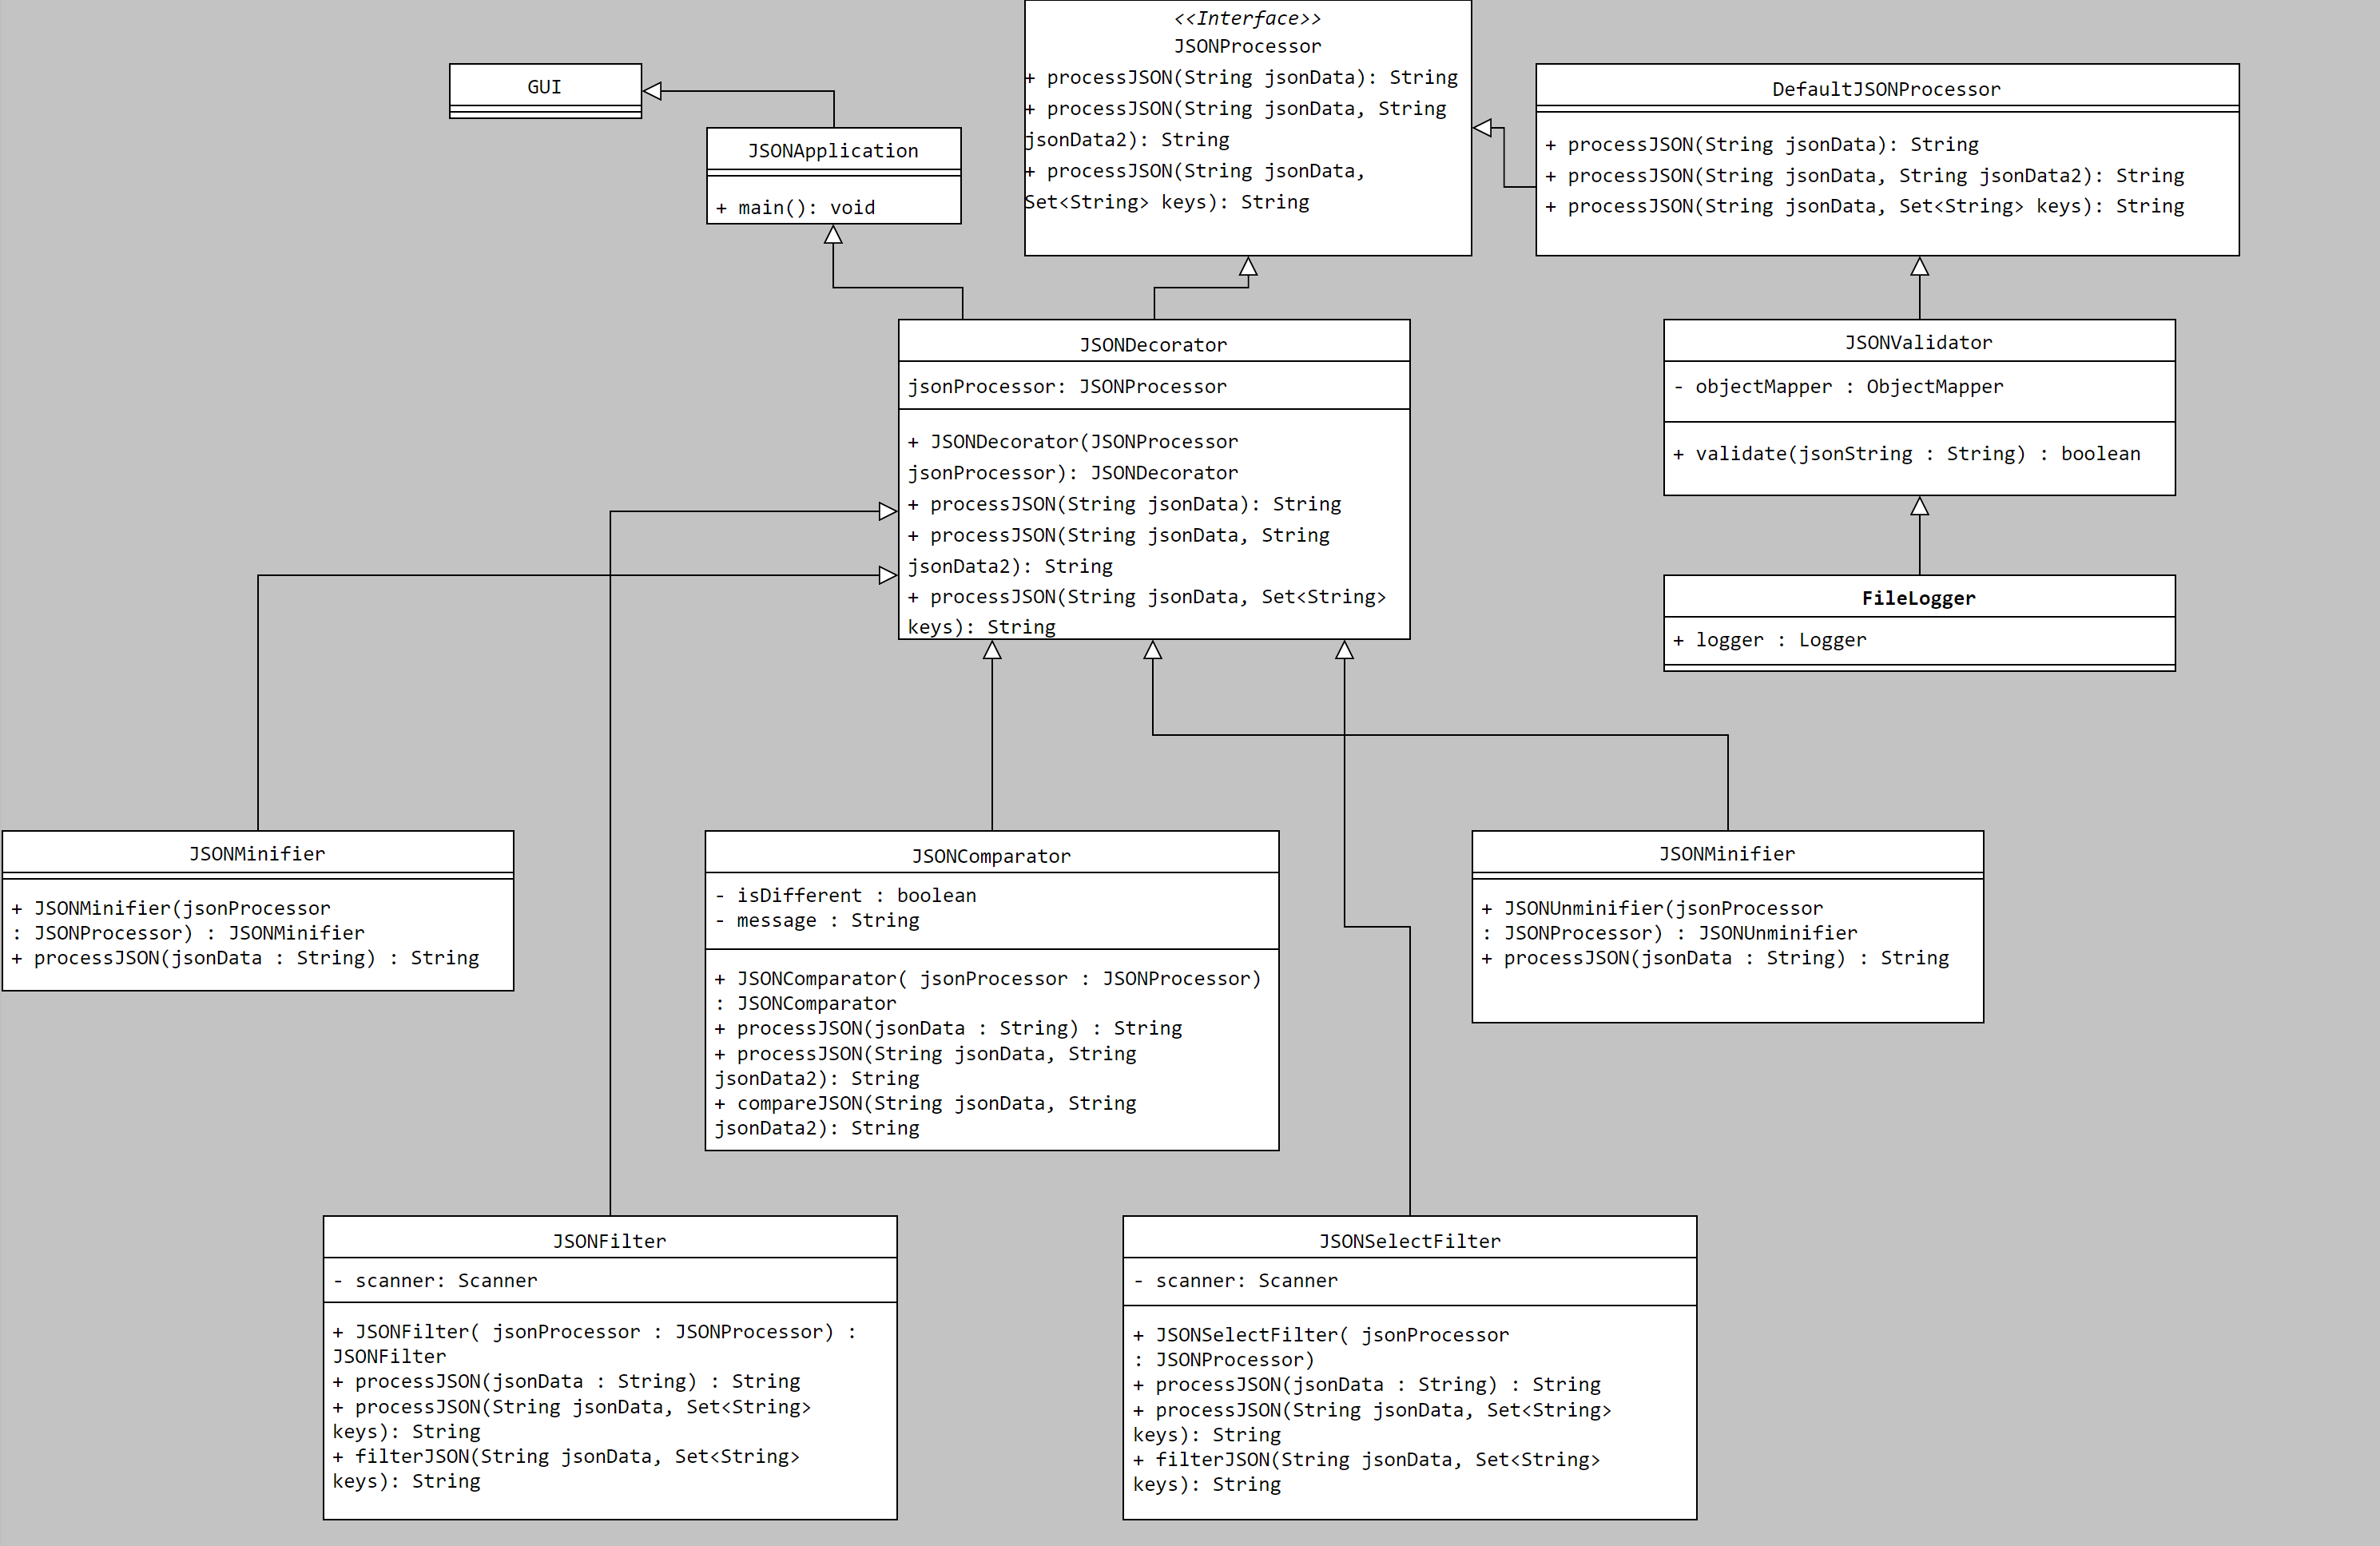 <<Interface>>
JSONProcessor
+ processJSON(String jsonData): String
+ processJSON(String jsonData, String
jsonData2): String
+ processJSON(String jsonData,
Set<String> keys): String
GUI
JSONApplication
+ main(): void
DefaultJSONProcessor
+ processJSON(String jsonData): String
+ processJSON(String jsonData, String jsonData2): String
+ processJSON(String jsonData, Set<String> keys): String
JSONDecorator
jsonProcessor: JSONProcessor
+ JSONDecorator(JSONProcessor
jsonProcessor): JSONDecorator
+ processJSON(String jsonData): String
+ processJSON(String jsonData, String
jsonData2): String
+ processJSON(String jsonData, Set<String>
keys): String
JSONValidator
- objectMapper : ObjectMapper
+ validate(jsonString : String) : boolean
FileLogger
+ logger : Logger
JSONMinifier
+ JSONMinifier(jsonProcessor
: JSONProcessor) : JSONMinifier
+ processJSON(jsonData : String) : String
JSONComparator
- isDifferent : boolean
- message : String
+ JSONComparator( jsonProcessor : JSONProcessor)
: JSONComparator
+ processJSON(jsonData : String) : String
+ processJSON(String jsonData, String
jsonData2): String
+ compareJSON(String jsonData, String
jsonData2): String
JSONMinifier
+ JSONUnminifier(jsonProcessor
: JSONProcessor) : JSONUnminifier
+ processJSON(jsonData : String) : String
JSONFilter
- scanner: Scanner
+ JSONFilter( jsonProcessor : JSONProcessor) :
JSONFilter
+ processJSON(jsonData : String) : String
+ processJSON(String jsonData, Set<String>
keys): String
+ filterJSON(String jsonData, Set<String>
keys): String
JSONSelectFilter
- scanner: Scanner
+ JSONSelectFilter( jsonProcessor
: JSONProcessor)
+ processJSON(jsonData : String) : String
+ processJSON(String jsonData, Set<String>
keys): String
+ filterJSON(String jsonData, Set<String>
keys): String